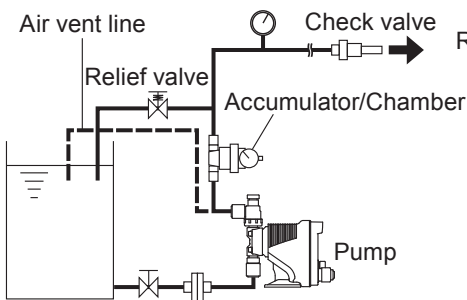 Air vent line
Check valve
R
Relief valve
Accumulator/Chamber
Pump